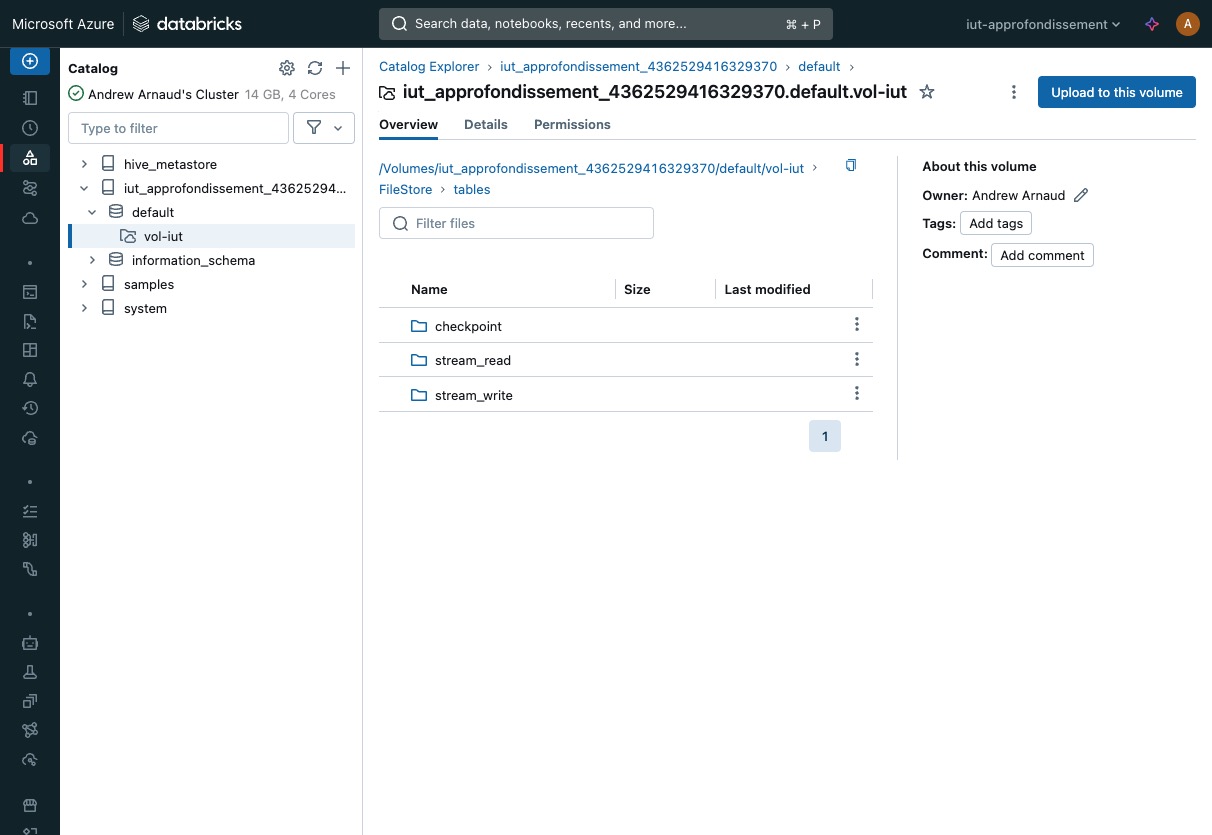 Microsoft Azure databricks Search data, notebooks, recents, and more... ⌘ + P iut-approfondissement A
Catalog
Andrew Arnaud's Cluster 14 GB, 4 Cores
Type to filter
hive_metastore
iut_approfondissement_43625294...
default
vol-iut
information_schema
samples
system
Catalog Explorer > iut_approfondissement_4362529416329370 > default >
iut_approfondissement_4362529416329370.default.vol-iut
Upload to this volume
Overview Details Permissions
/Volumes/iut_approfondissement_4362529416329370/default/vol-iut >
FileStore > tables
Filter files
Name Size Last modified
checkpoint
stream_read
stream_write
1
About this volume
Owner: Andrew Arnaud
Tags: Add tags
Comment: Add comment